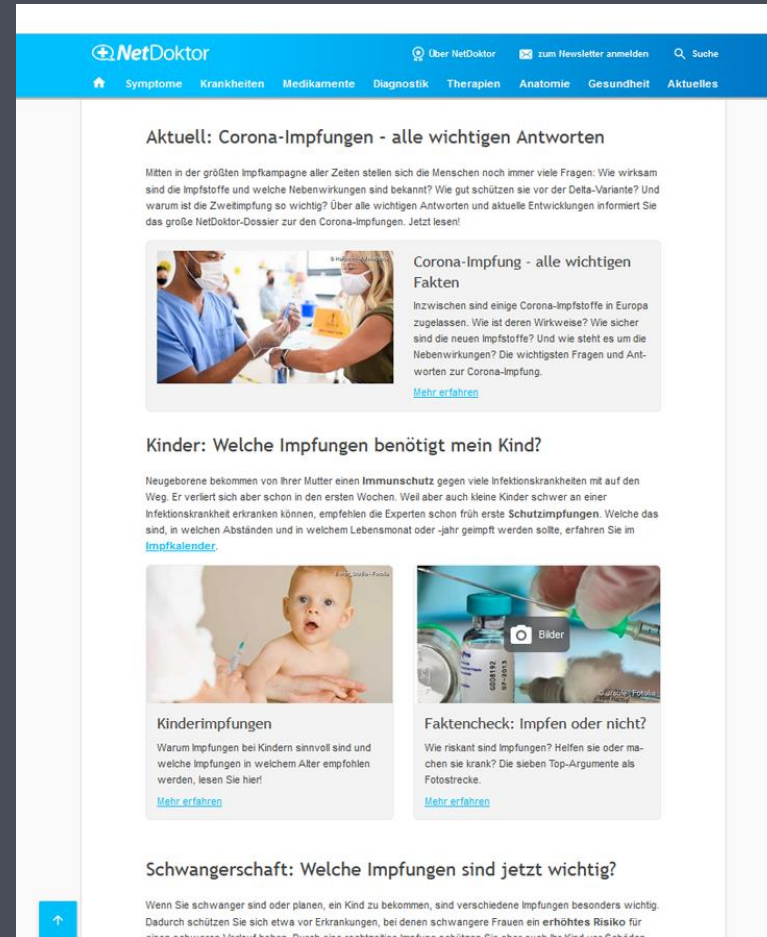 NetDoktor
Über NetDoktor zum Newsletter anmelden Suche
Symptome Krankheiten Medikamente Diagnostik Therapien Anatomie Gesundheit Aktuelles
Aktuell: Corona-Impfungen - alle wichtigen Antworten
Mitten in der größten Impfkampagne aller Zeiten stellen sich die Menschen noch immer viele Fragen: Wie wirksam
sind die Impfstoffe und welche Nebenwirkungen sind bekannt? Wie gut schützen sie vor der Delta-Variante? Und
warum ist die Zweitimpfung so wichtig? Über alle wichtigen Antworten und aktuelle Entwicklungen informiert Sie
das große NetDoktor-Dossier zur den Corona-Impfungen. Jetzt lesen!
Corona-Impfung - alle wichtigen
Fakten
Inzwischen sind einige Corona-Impfstoffe in Europa
zugelassen. Wie ist deren Wirkweise? Wie sicher
sind die neuen Impfstoffe? Und wie steht es um die
Nebenwirkungen? Die wichtigsten Fragen und Ant-
worten zur Corona-Impfung.
Mehr erfahren
Kinder: Welche Impfungen benötigt mein Kind?
Neugeborene bekommen von Ihrer Mutter einen Immunschutz gegen viele Infektionskrankheiten mit auf den
Weg. Er verliert sich aber schon in den ersten Wochen. Weil aber auch kleine Kinder schwer an einer
Infektionskrankheit erkranken können, empfehlen die Experten schon früh erste Schutzimpfungen. Welche das
sind, in welchen Abständen und in welchem Lebensmonat oder -jahr geimpft werden sollte, erfahren Sie im
Impfkalender.
Bilder
G008192
GP-2013
© draule - Fotolia
Kinderimpfungen
Warum Impfungen bei Kindern sinnvoll sind und
welche Impfungen in welchem Alter empfohlen
werden, lesen Sie hier!
Mehr erfahren
Faktencheck: Impfen oder nicht?
Wie riskant sind Impfungen? Helfen sie oder ma-
chen sie krank? Die sieben Top-Argumente als
Fotostrecke.
Mehr erfahren
Schwangerschaft: Welche Impfungen sind jetzt wichtig?
Wenn Sie schwanger sind oder planen, ein Kind zu bekommen, sind verschiedene Impfungen besonders wichtig.
Dadurch schützen Sie sich etwa vor Erkrankungen, bei denen schwangere Frauen ein erhöhtes Risiko für